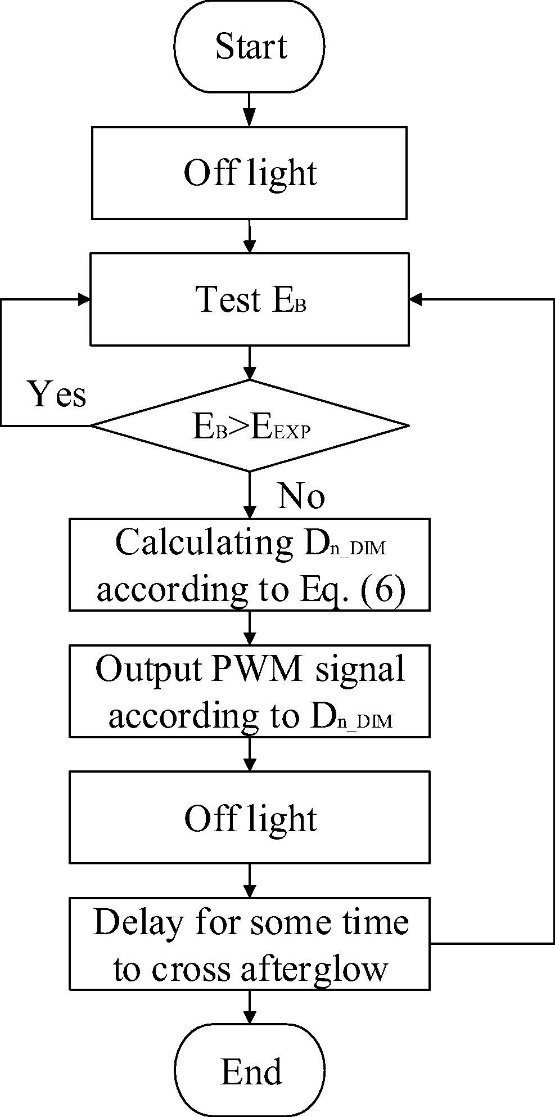 Start
Off light
Test EB
Yes
EB>EEXP
No
Calculating Dn_DIM
according to Eq. (6)
Output PWM signal
according to Dn_DIM
Off light
Delay for some time
to cross afterglow
End